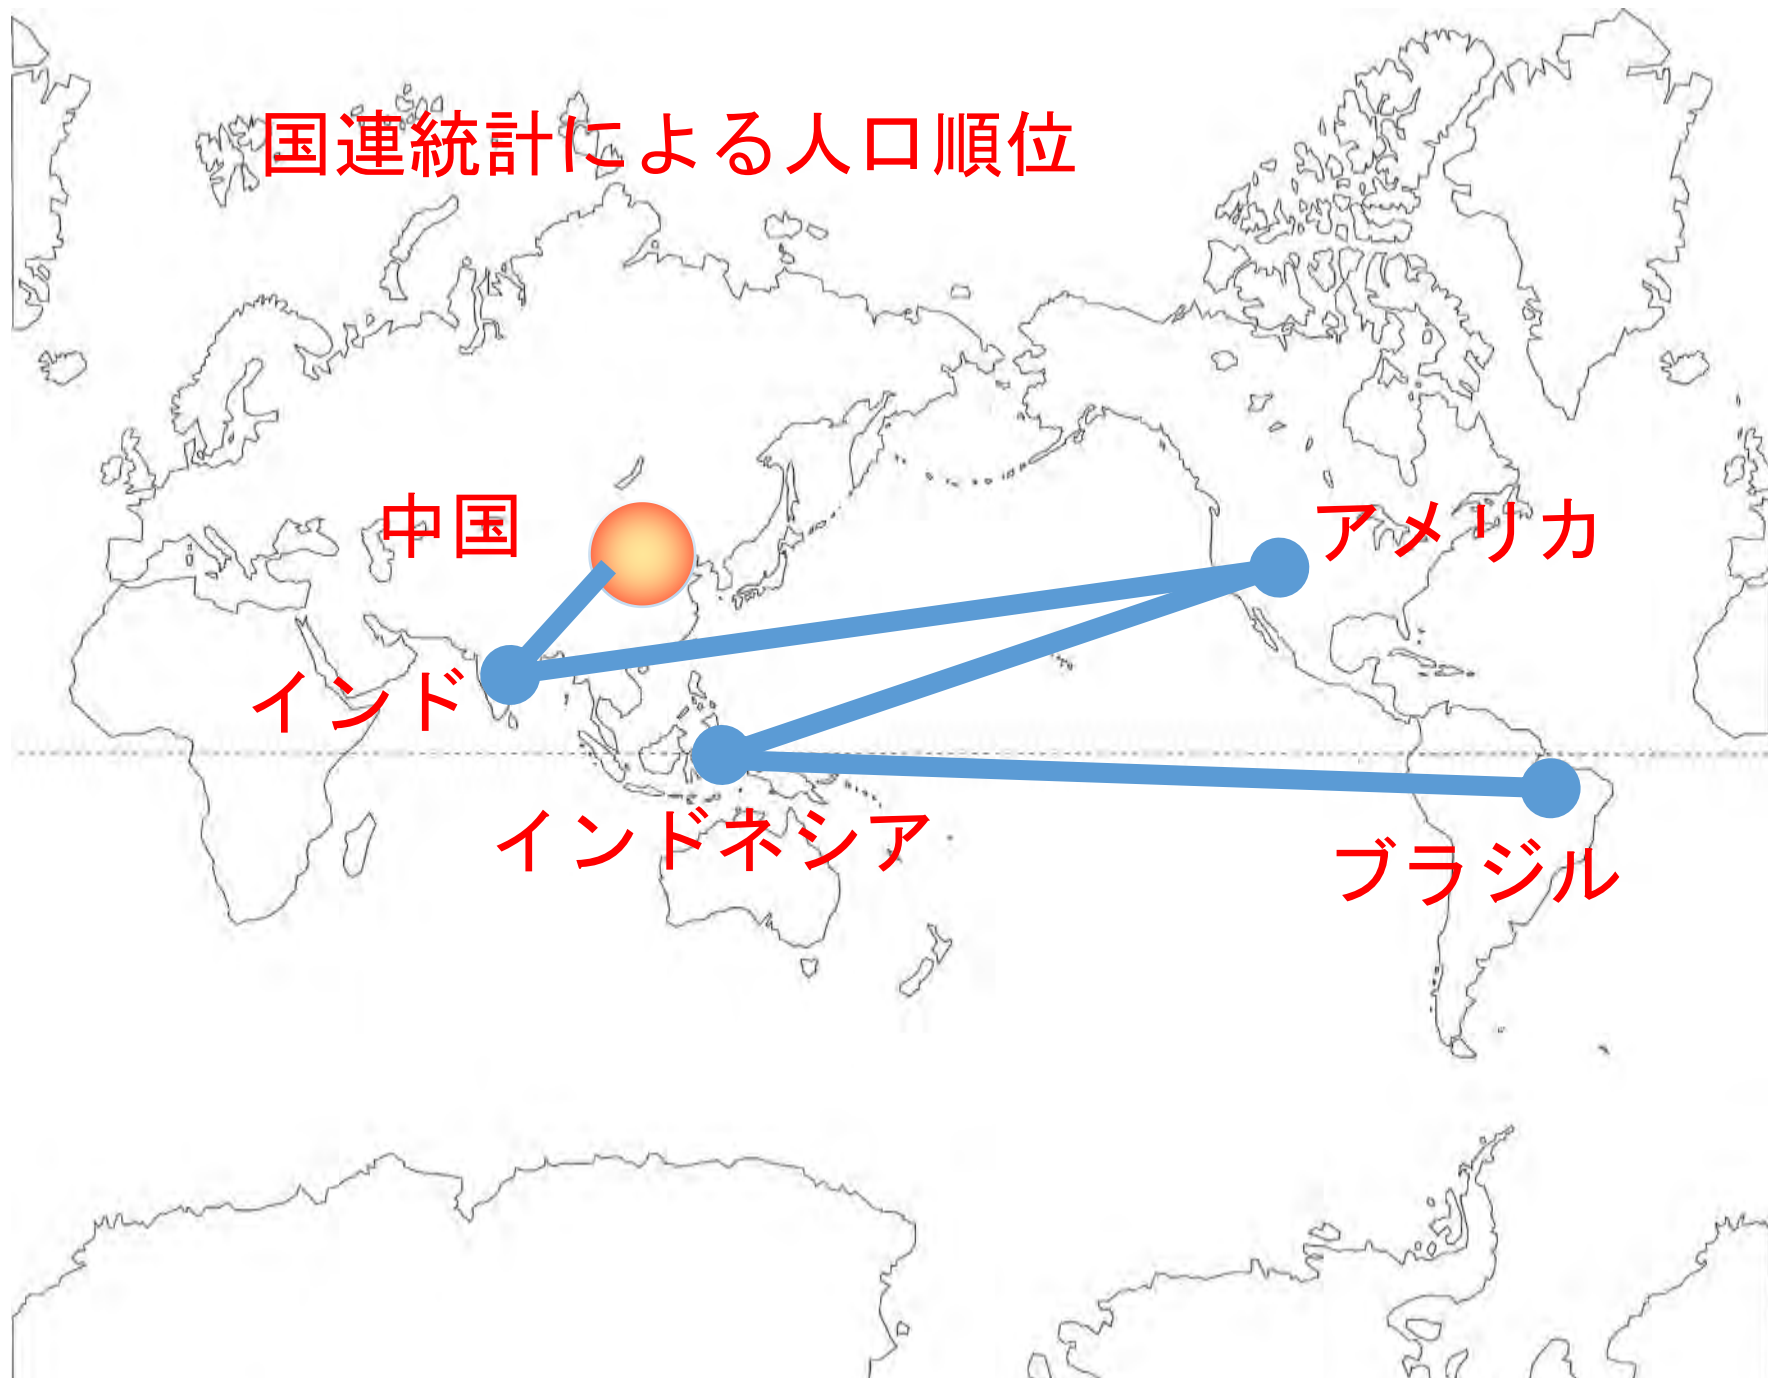 国連統計による人口順位
中国
アメリカ
インド
インドネシア
ブラジル